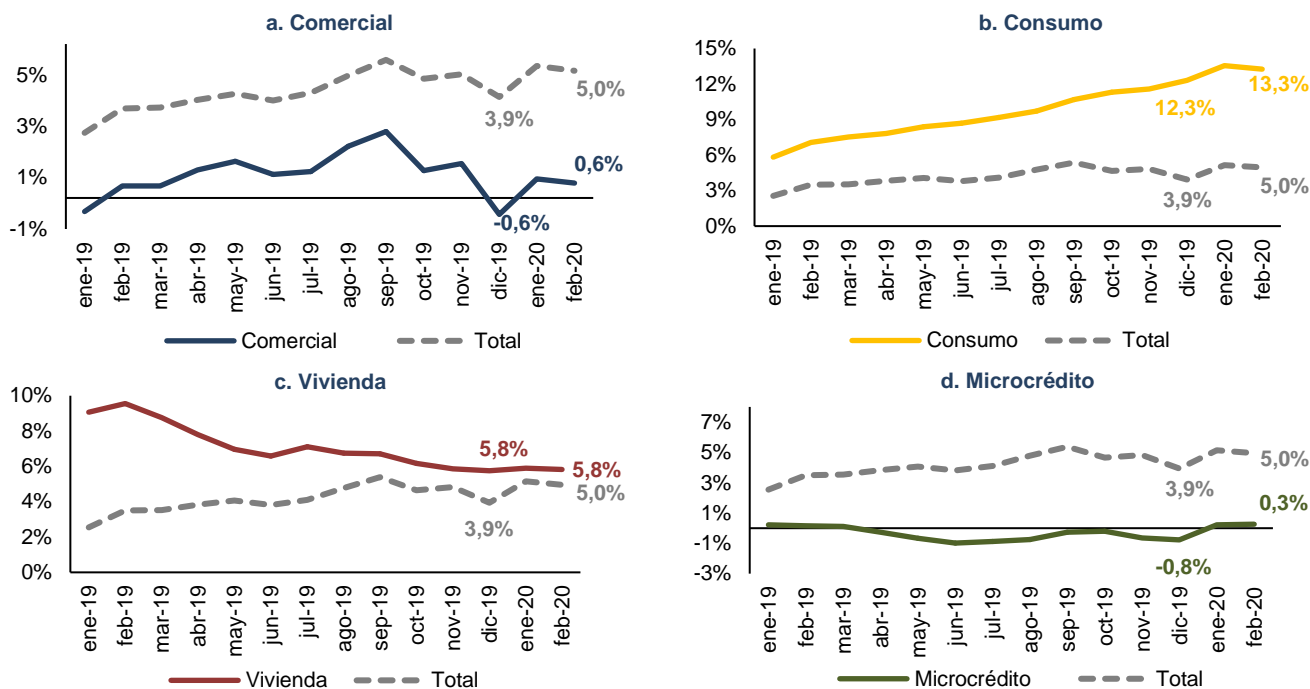 a. Comercial
5%
3%
1%
-1%
5,0%
3,9%
0,6%
-0,6%
ene-19
feb-19
mar-19
abr-19
may-19
jun-19
jul-19
ago-19
sep-19
oct-19
nov-19
dic-19
ene-20
feb-20
Comercial
Total
b. Consumo
15%
12%
9%
6%
3%
0%
13,3%
12,3%
5,0%
3,9%
ene-19
feb-19
mar-19
abr-19
may-19
jun-19
jul-19
ago-19
sep-19
oct-19
nov-19
dic-19
ene-20
feb-20
Consumo
Total
c. Vivienda
10%
8%
6%
4%
2%
0%
5,8%
5,8%
5,0%
3,9%
ene-19
feb-19
mar-19
abr-19
may-19
jun-19
jul-19
ago-19
sep-19
oct-19
nov-19
dic-19
ene-20
feb-20
Vivienda
Total
d. Microcrédito
7%
5%
3%
1%
-1%
-3%
5,0%
3,9%
0,3%
-0,8%
ene-19
feb-19
mar-19
abr-19
may-19
jun-19
jul-19
ago-19
sep-19
oct-19
nov-19
dic-19
ene-20
feb-20
Microcrédito
Total